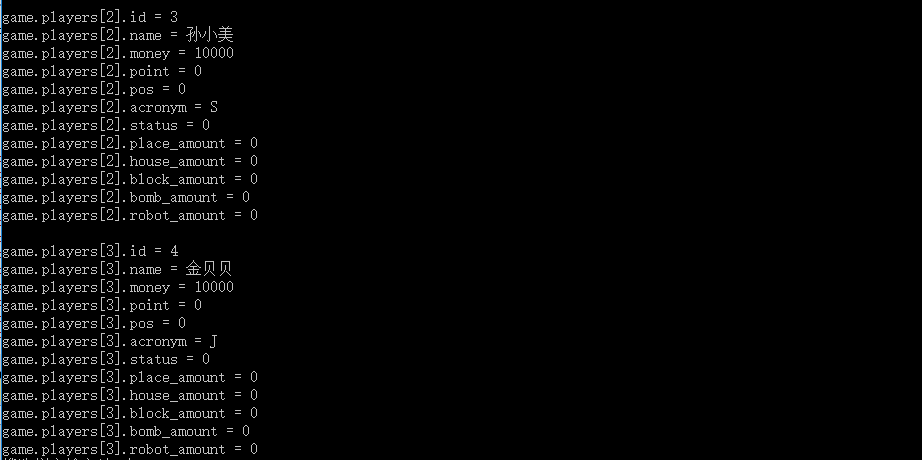 game.players[2].id = 3
game.players[2].name = 孙小美
game.players[2].money = 10000
game.players[2].point = 0
game.players[2].pos = 0
game.players[2].acronym = S
game.players[2].status = 0
game.players[2].place_amount = 0
game.players[2].house_amount = 0
game.players[2].block_amount = 0
game.players[2].bomb_amount = 0
game.players[2].robot_amount = 0
game.players[3].id = 4
game.players[3].name = 金贝贝
game.players[3].money = 10000
game.players[3].point = 0
game.players[3].pos = 0
game.players[3].acronym = J
game.players[3].status = 0
game.players[3].place_amount = 0
game.players[3].house_amount = 0
game.players[3].block_amount = 0
game.players[3].bomb_amount = 0
game.players[3].robot_amount = 0